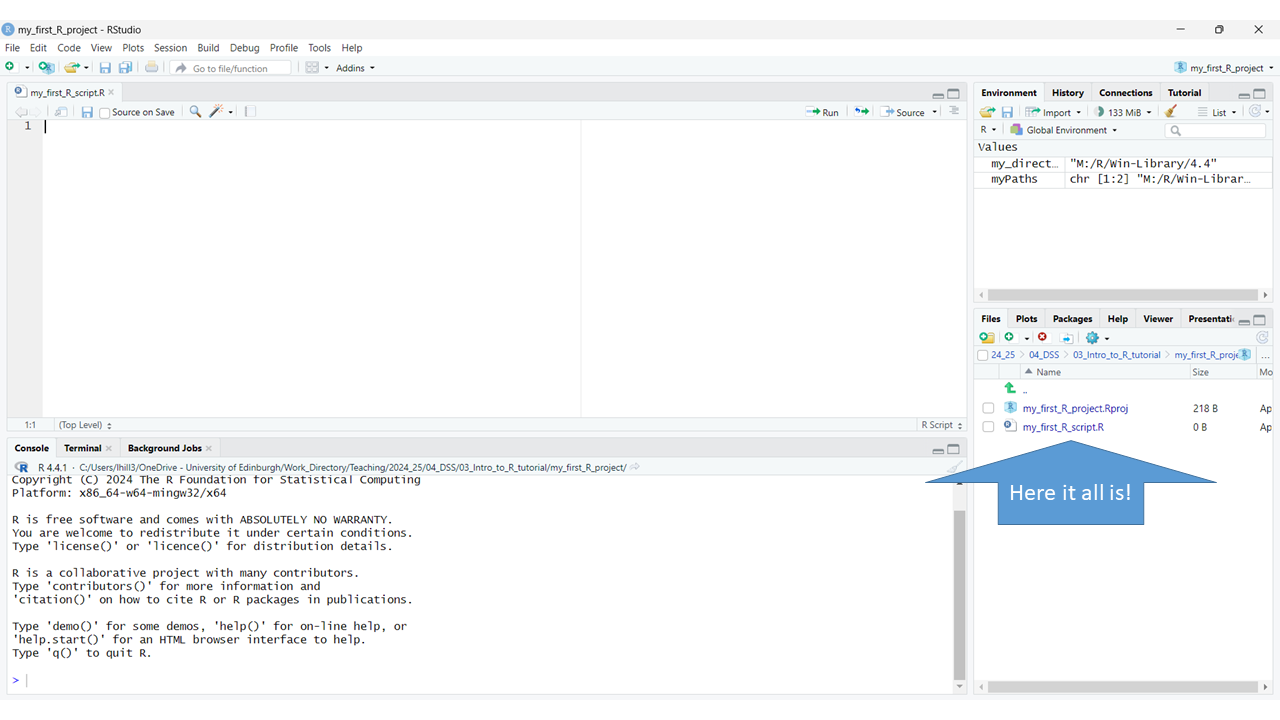 my_first_R_project - RStudio
File Edit Code View Plots Session Build Debug Profile Tools Help
Go to file/function Addins my_first_R_project
my_first_R_script.R
Source on Save Run Source
1
1:1 (Top Level) R Script
Console Terminal Background Jobs
R 4.4.1 · C:/Users/lhill3/OneDrive - University of Edinburgh/Work_Directory/Teaching/2024_25/04_DSS/03_Intro_to_R_tutorial/my_first_R_project/
Copyright (C) 2024 The R Foundation for Statistical Computing
Platform: x86_64-w64-mingw32/x64
R is free software and comes with ABSOLUTELY NO WARRANTY.
You are welcome to redistribute it under certain conditions.
Type 'license()' or 'licence()' for distribution details.
R is a collaborative project with many contributors.
Type 'contributors()' for more information and
'citation()' on how to cite R or R packages in publications.
Type 'demo()' for some demos, 'help()' for on-line help, or
'help.start()' for an HTML browser interface to help.
Type 'q()' to quit R.
>
Environment History Connections Tutorial
Import 133 MiB List
R Global Environment
Values
my_direct… "M:/R/Win-Library/4.4"
myPaths chr [1:2] "M:/R/Win-Librar…
Files Plots Packages Help Viewer Presentati
24_25 04_DSS 03_Intro_to_R_tutorial my_first_R_proje ...
Name Size Mo
..
my_first_R_project.Rproj 218 B Ap
my_first_R_script.R 0 B Ap
Here it all is!